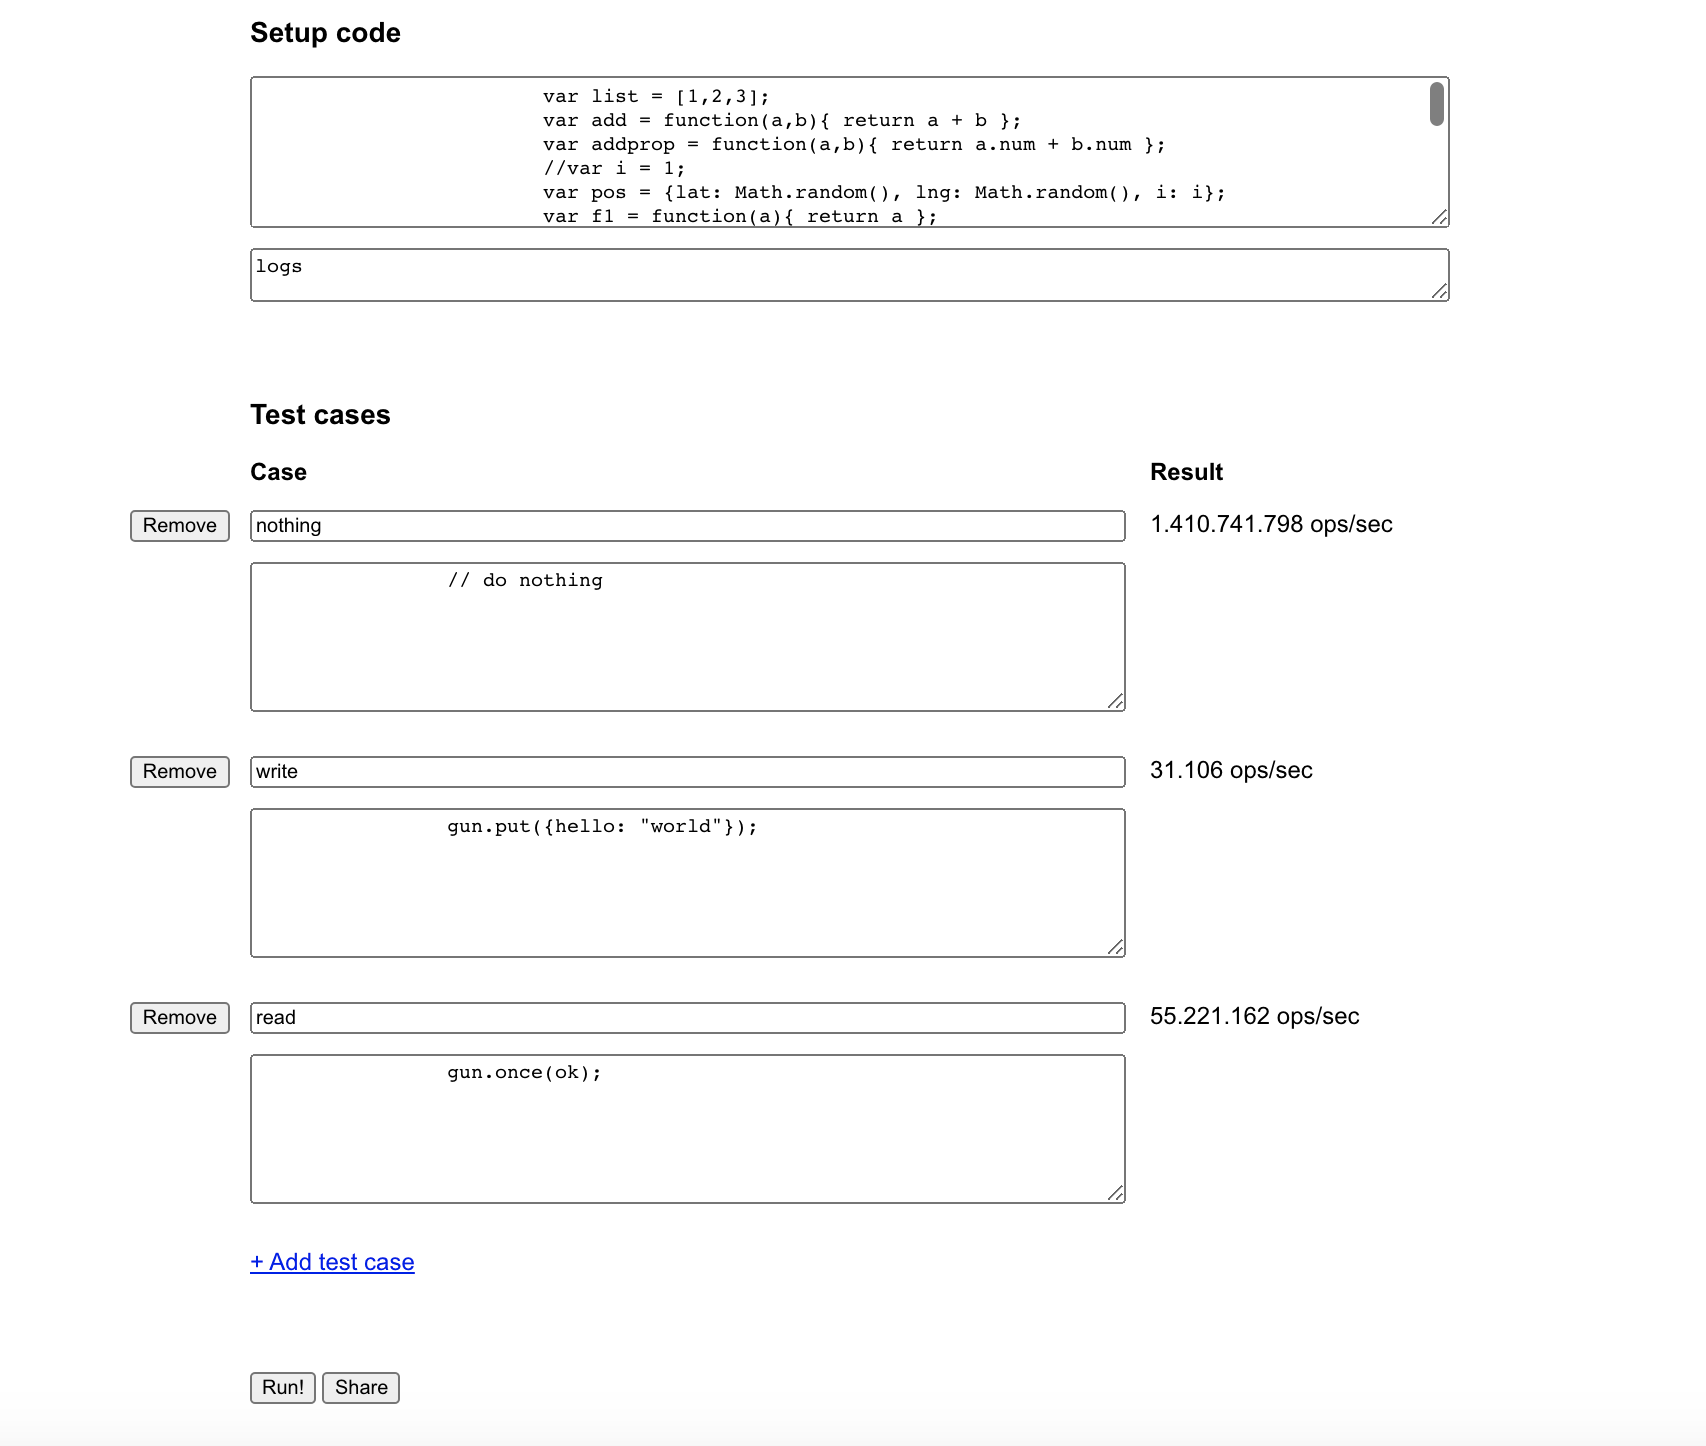 Setup code
var list = [1,2,3];
var add = function(a,b){ return a + b };
var addprop = function(a,b){ return a.num + b.num };
//var i = 1;
var pos = {lat: Math.random(), lng: Math.random(), i: i};
var f1 = function(a){ return a };
logs
Test cases
Case Result
Remove nothing 1.410.741.798 ops/sec
// do nothing
Remove write 31.106 ops/sec
gun.put({hello: "world"});
Remove read 55.221.162 ops/sec
gun.once(ok);
+ Add test case
Run! Share